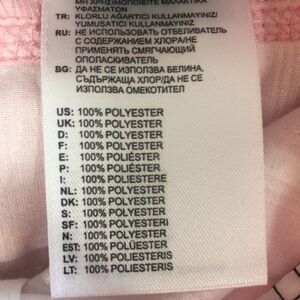 ΜΗ ΧΡΗΣΙΜΟΠΟΙΕΙΤΕ ΜΑΛΑΚΤΙΚΑ
ΥΦΑΣΜΑΤΩΝ
TR: KLORLU AĞARTICI KULLANMAYINIZ/
YUMUŞATICI KULLANMAYINIZ
RU: НЕ ИСПОЛЬЗОВАТЬ ОТБЕЛИВАТЕЛЬ
С СОДЕРЖАНИЕМ ХЛОРА/НЕ
ПРИМЕНЯТЬ СМЯГЧАЮЩИЙ
ОПОЛАСКИВАТЕЛЬ
BG: ДА НЕ СЕ ИЗПОЛЗВА БЕЛИНА,
СЪДЪРЖАЩА ХЛОР/ДА НЕ СЕ
ИЗПОЛЗВА ОМЕКОТИТЕЛ
US: 100% POLYESTER
UK: 100% POLYESTER
D: 100% POLYESTER
F: 100% POLYESTER
E: 100% POLIÉSTER
P: 100% POLIÉSTER
I: 100% POLIESTERE
NL: 100% POLYESTER
DK: 100% POLYESTER
S: 100% POLYESTER
SF: 100% POLYESTERI
N: 100% POLYESTER
EST: 100% POLÜESTER
LV: 100% POLIESTERIS
LT: 100% POLIESTERIS